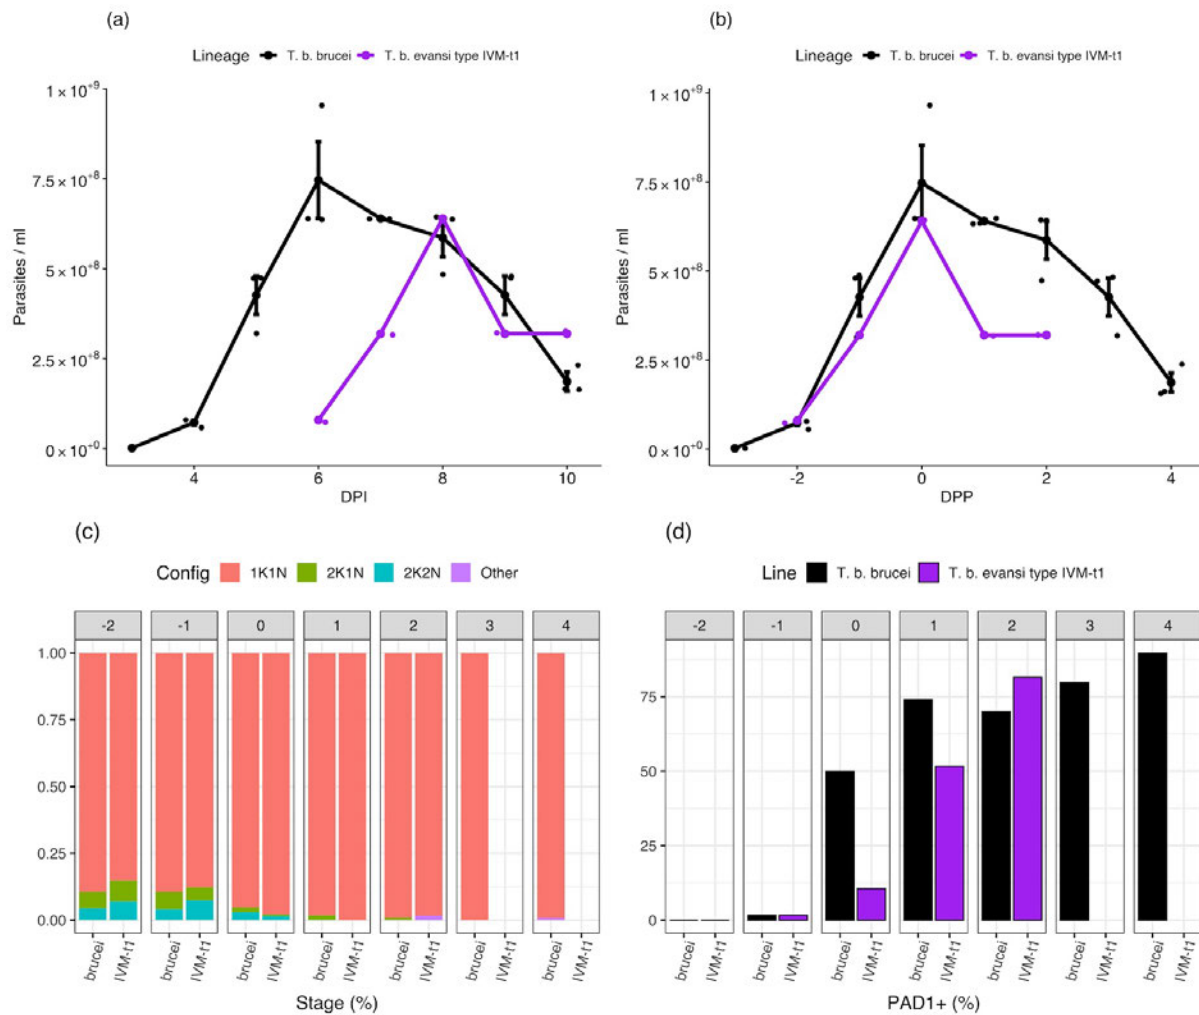 (a)
Lineage T. b. brucei T. b. evansi type IVM-t1
Parasites / ml
1 × 10⁺⁹
7.5 × 10⁺⁸
5 × 10⁺⁸
2.5 × 10⁺⁸
0 × 10⁺⁰
4 6 8 10
DPI
(b)
Lineage T. b. brucei T. b. evansi type IVM-t1
Parasites / ml
1 × 10⁺⁹
7.5 × 10⁺⁸
5 × 10⁺⁸
2.5 × 10⁺⁸
0 × 10⁺⁰
-2 0 2 4
DPP
(c)
Config 1K1N 2K1N 2K2N Other
-2 -1 0 1 2 3 4
1.00
0.75
0.50
0.25
0.00
brucei IVM-t1 brucei IVM-t1 brucei IVM-t1 brucei IVM-t1 brucei IVM-t1 brucei IVM-t1 brucei IVM-t1
Stage (%)
(d)
Line T. b. brucei T. b. evansi type IVM-t1
-2 -1 0 1 2 3 4
75
50
25
0
brucei IVM-t1 brucei IVM-t1 brucei IVM-t1 brucei IVM-t1 brucei IVM-t1 brucei IVM-t1 brucei IVM-t1
PAD1+ (%)